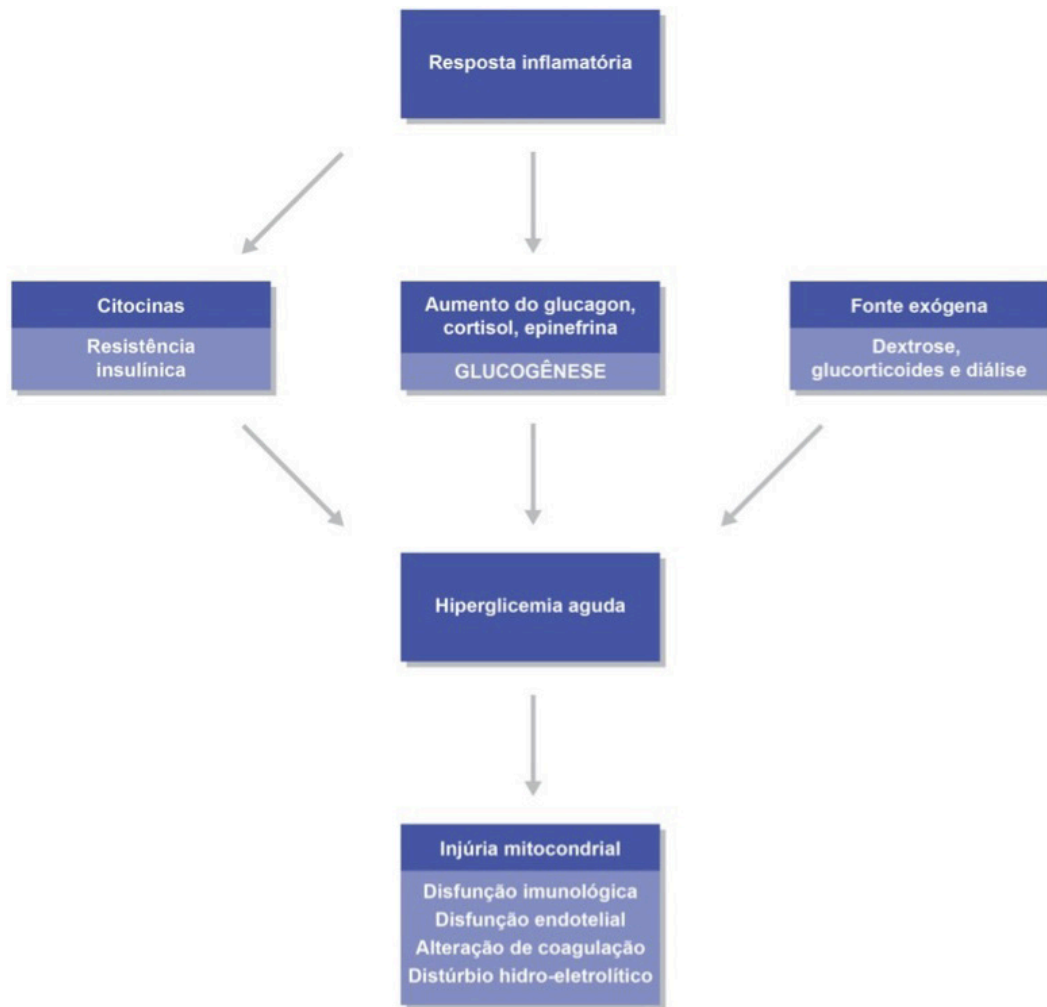 Resposta inflamatória
Citocinas
Resistência
insulínica
Aumento do glucagon,
cortisol, epinefrina
GLUCOGÊNESE
Fonte exógena
Dextrose,
glucorticoides e diálise
Hiperglicemia aguda
Injúria mitocondrial
Disfunção imunológica
Disfunção endotelial
Alteração de coagulação
Distúrbio hidro-eletrolítico